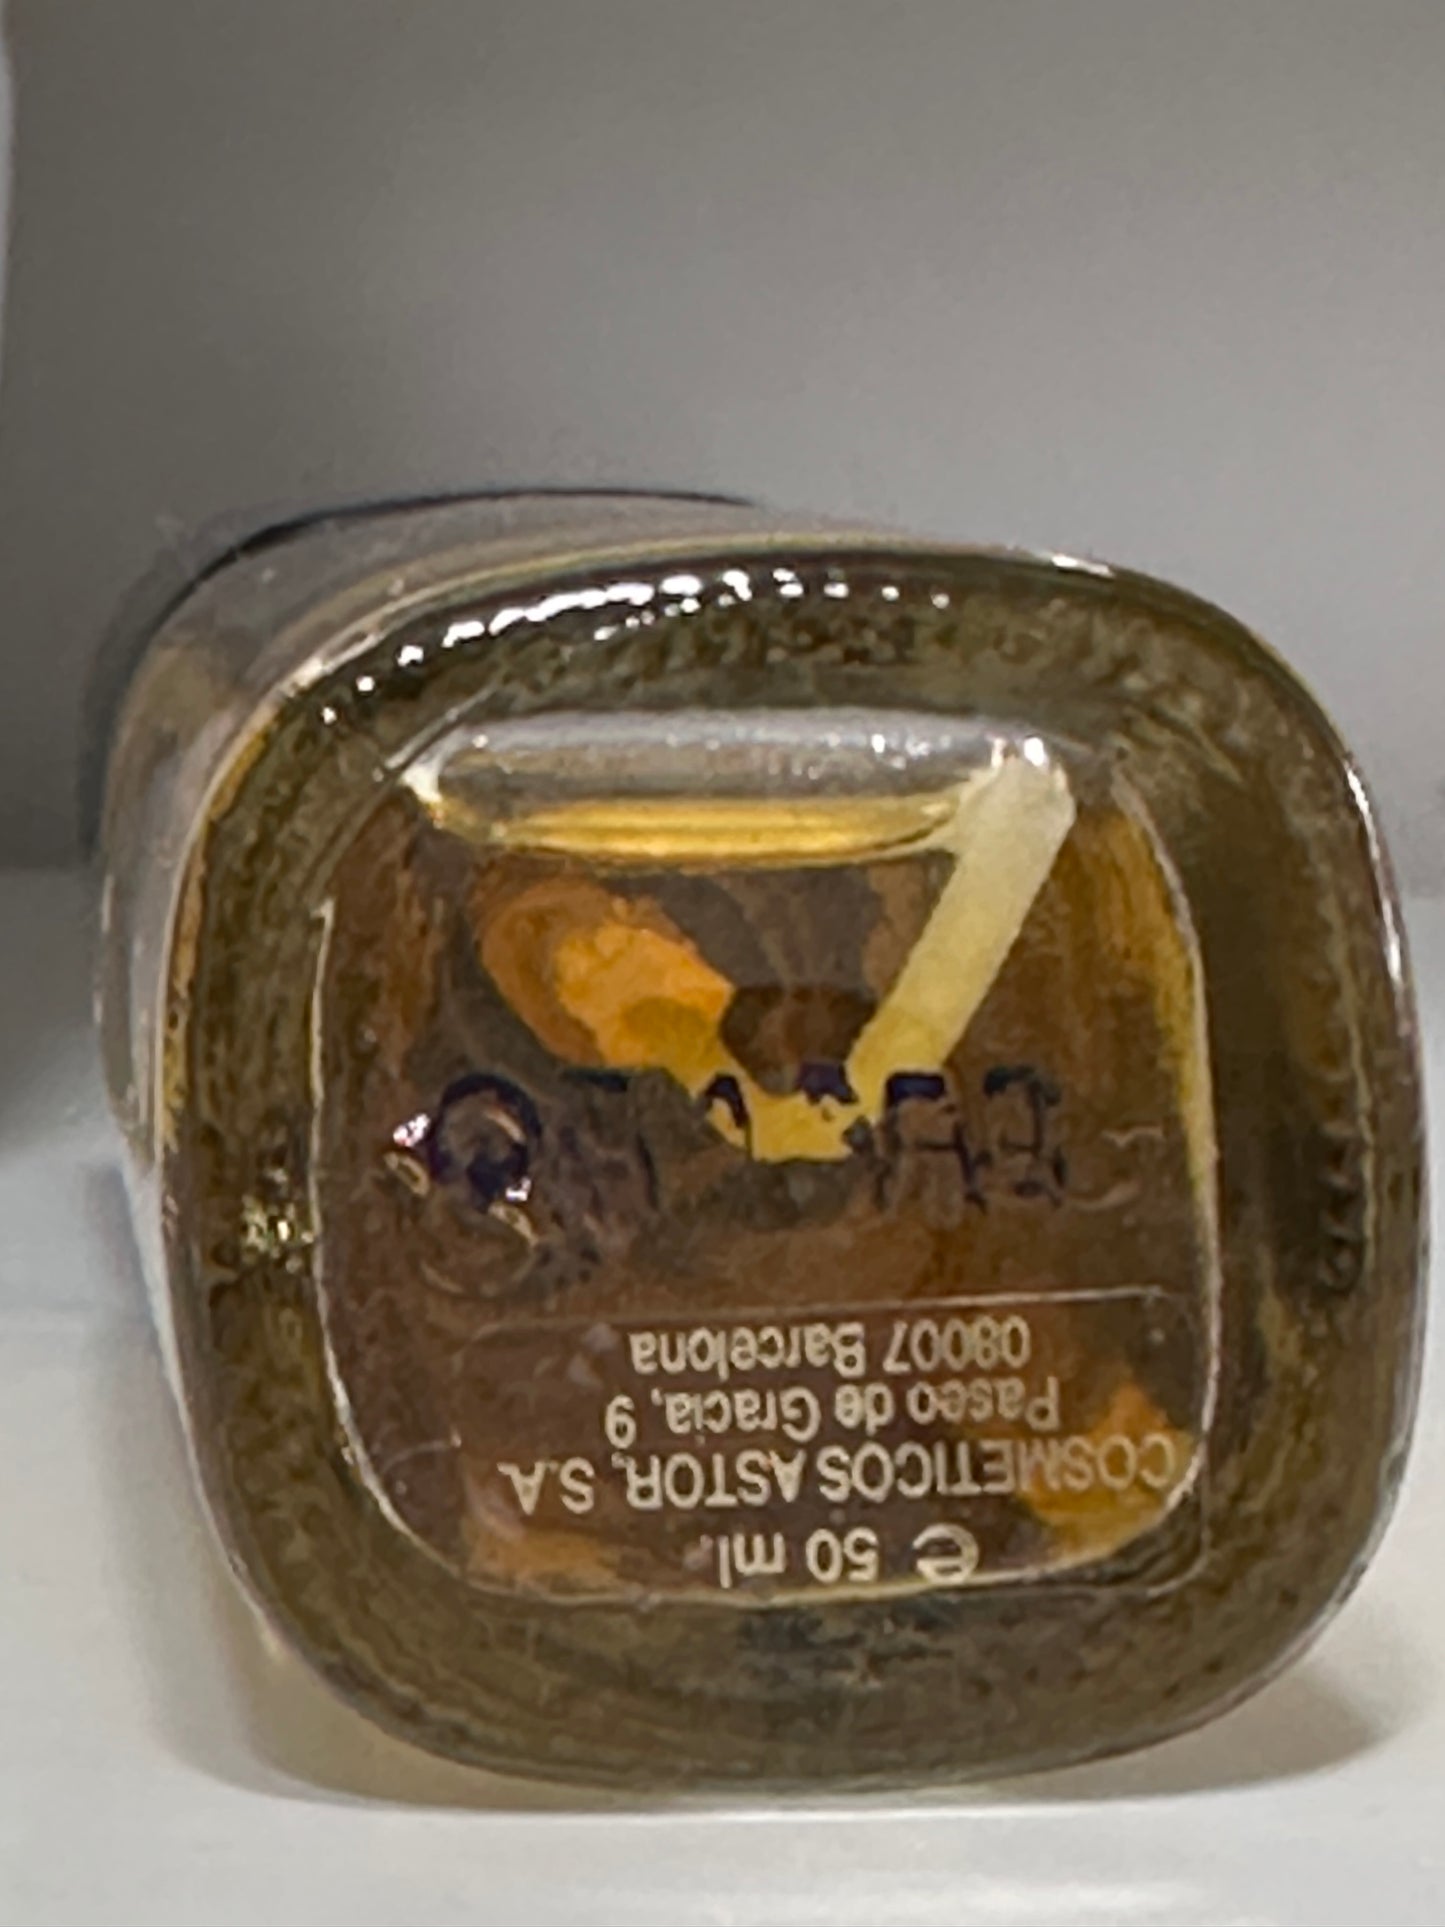 e 50 ml.
COSMETICOS ASTOR, S.A.
Paseo de Gracia, 9
08007 Barcelona